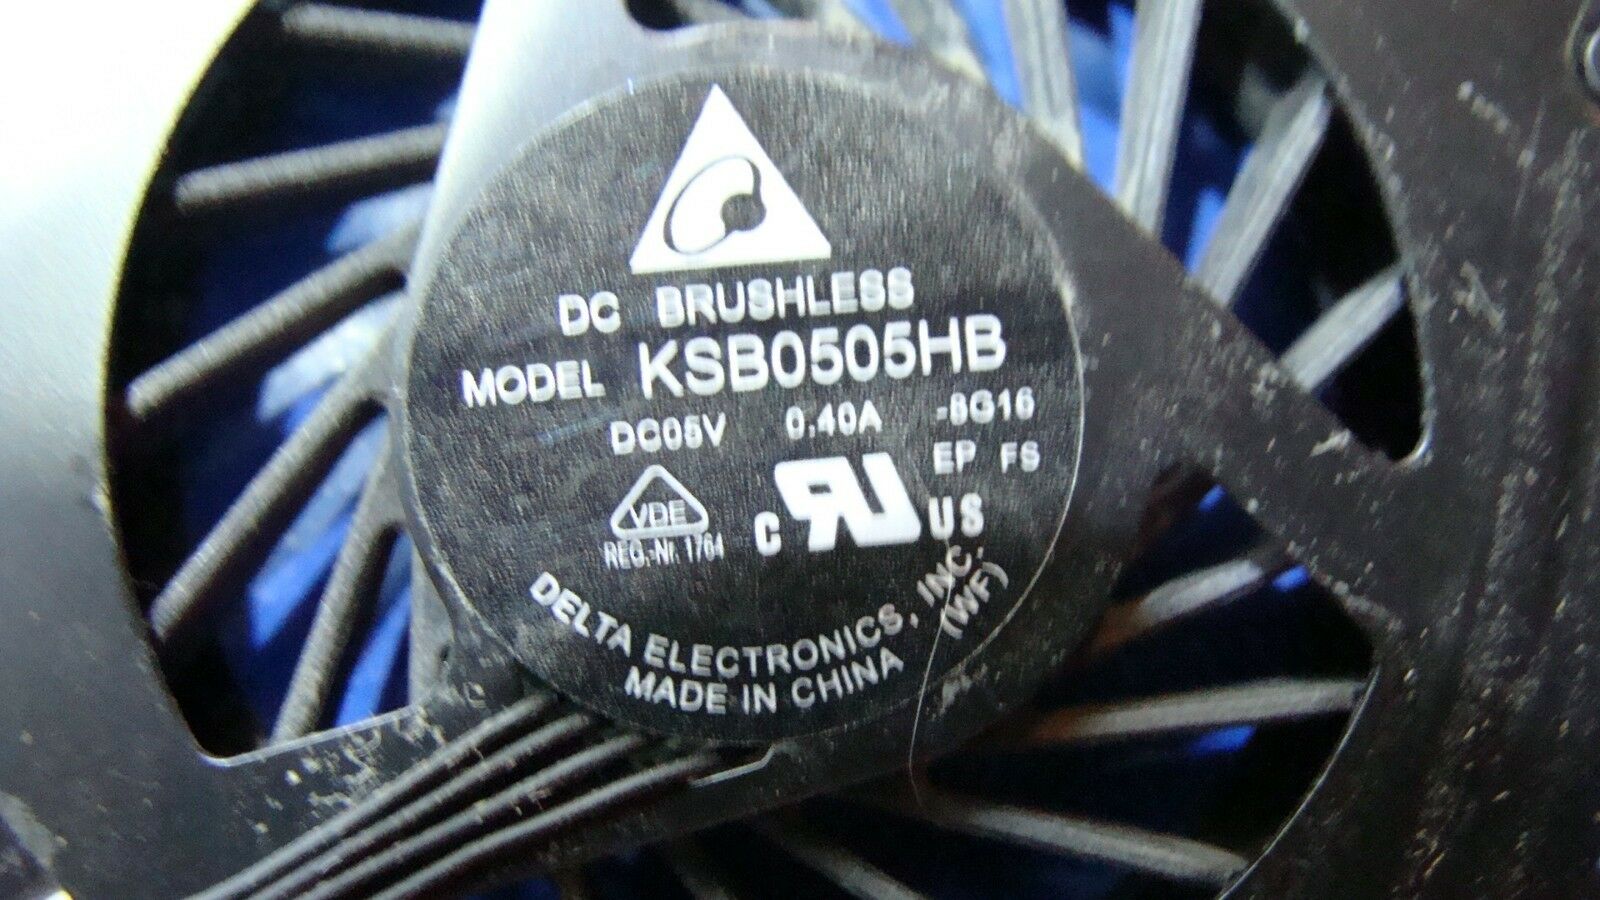 DC BRUSHLESS
MODEL KSB0505HB
DC05V 0.40A -8G16
EP FS
VDE
REG.-Nr. 1764
C RU US
DELTA ELECTRONICS, INC.
(WF)
MADE IN CHINA